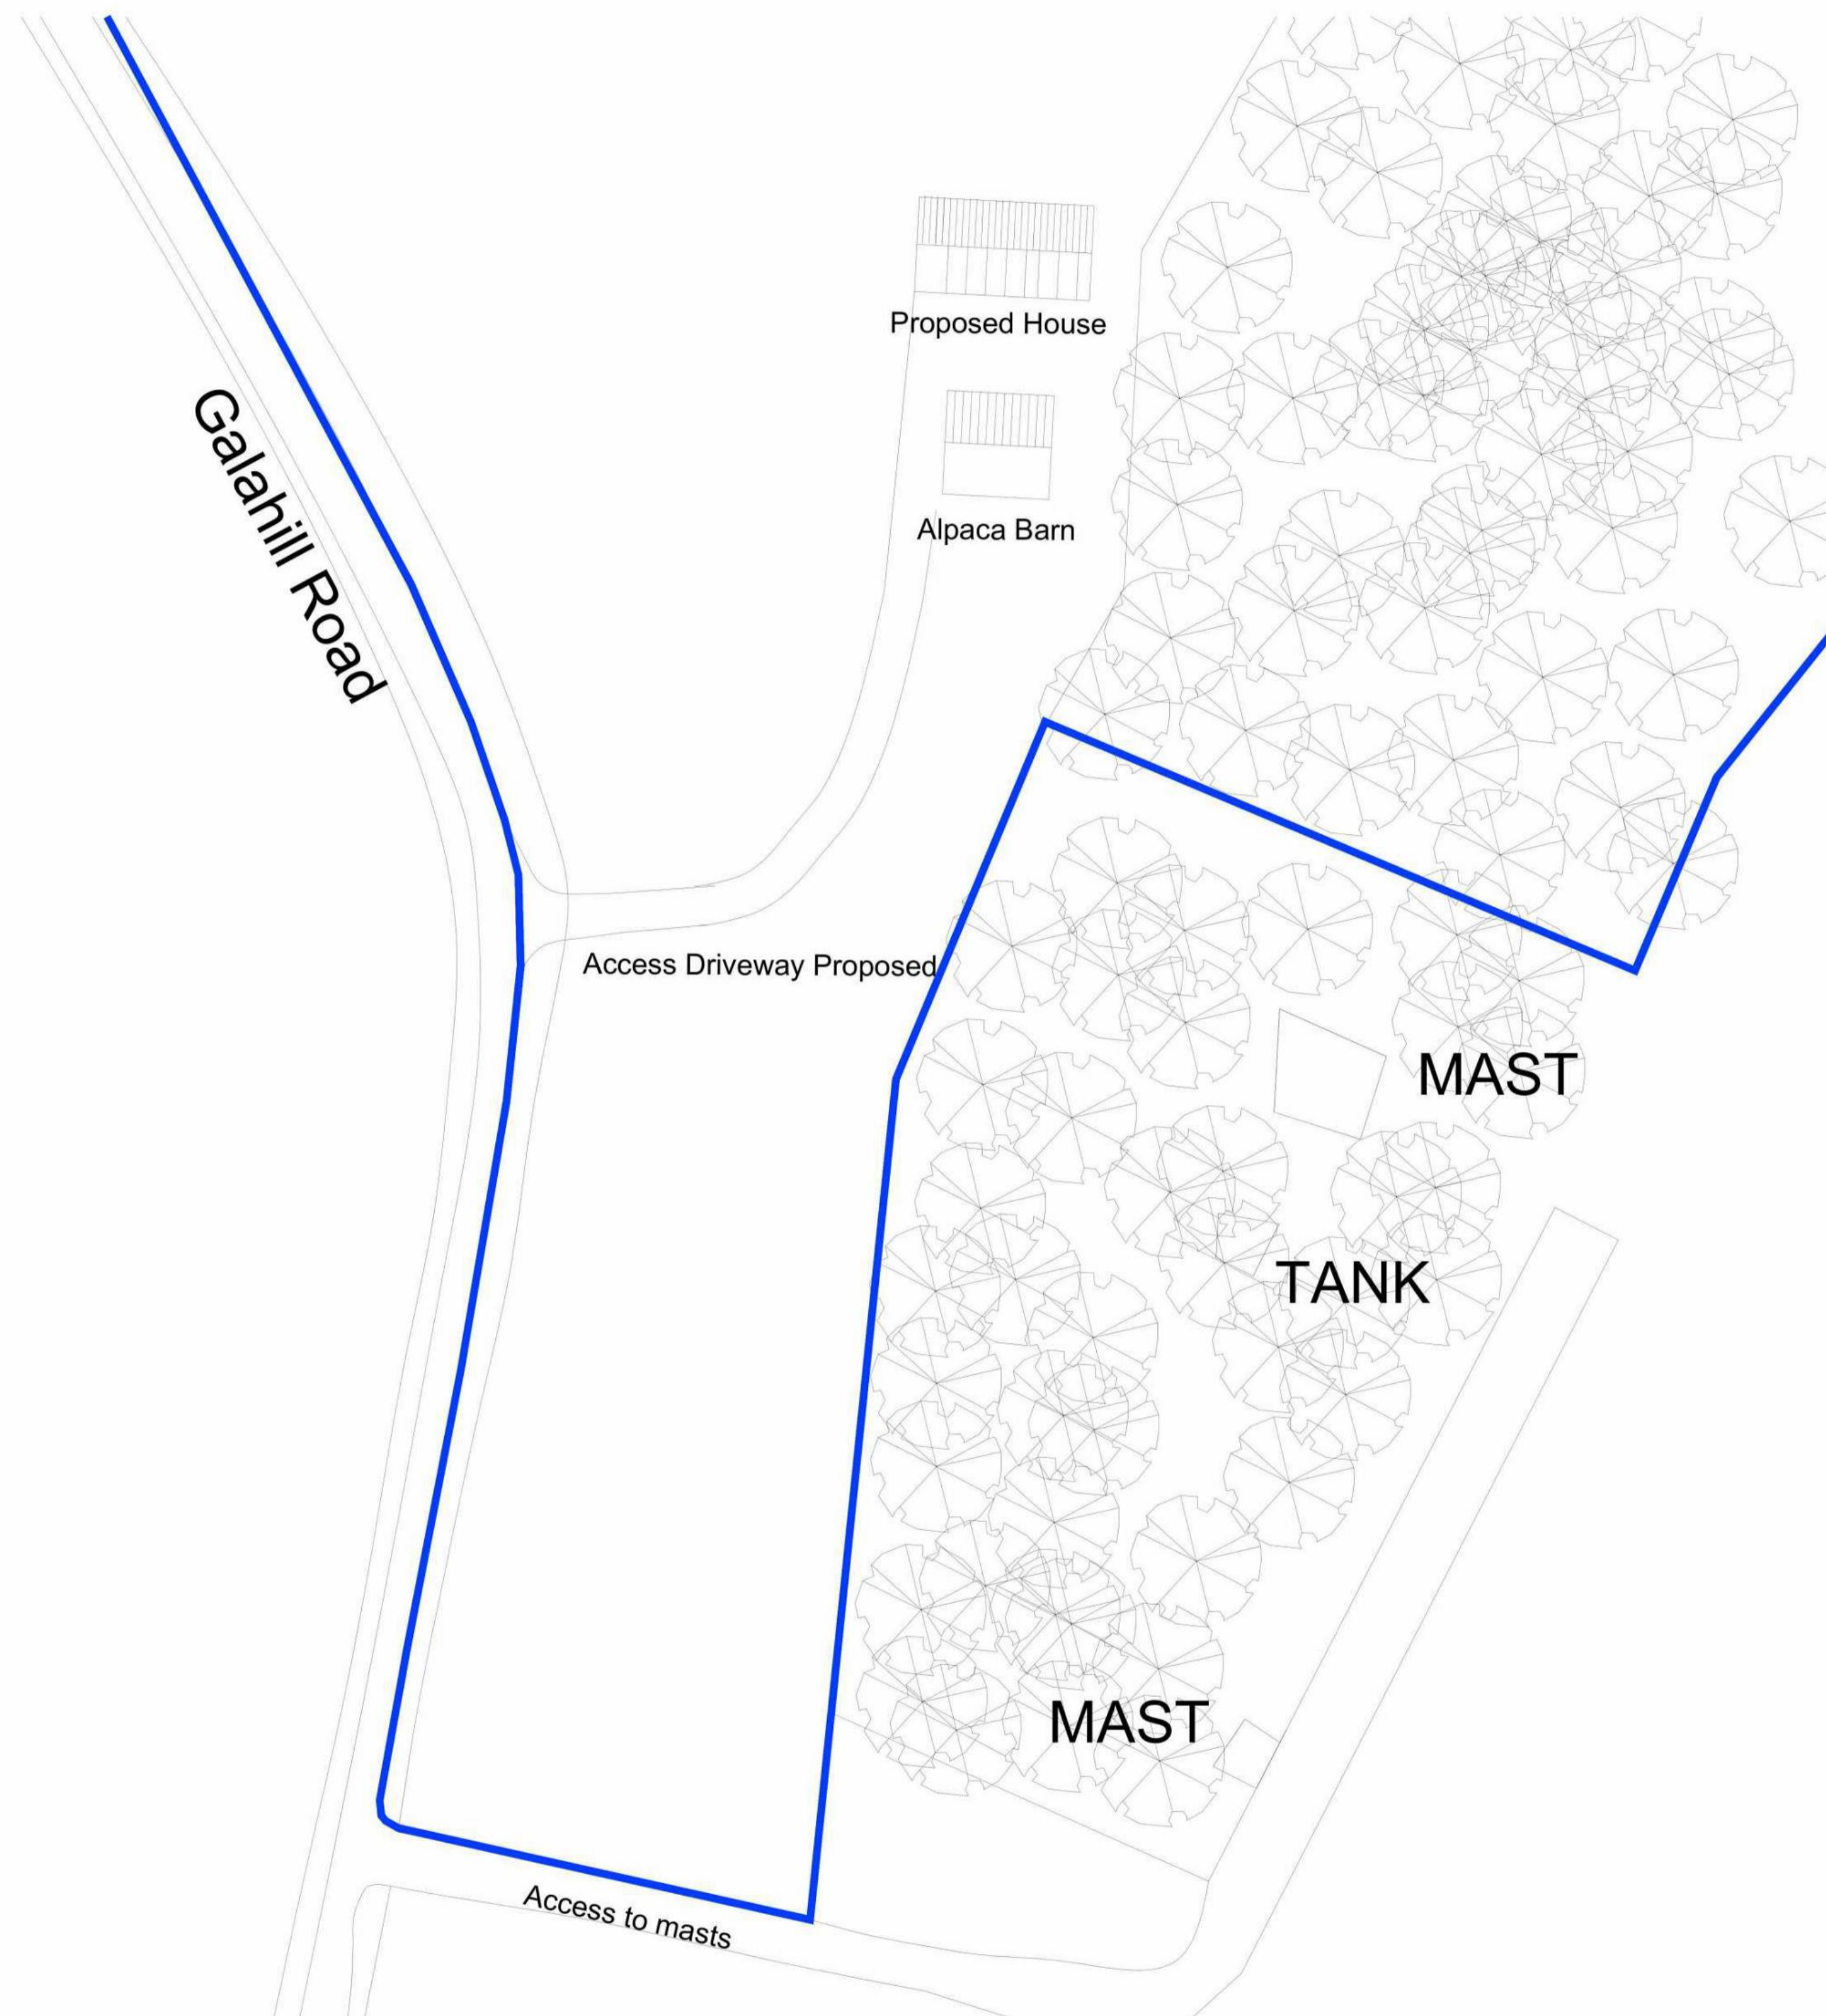 Proposed House
Galahill Road
Alpaca Barn
Access Driveway Proposed
MAST
TANK
MAST
Access to masts